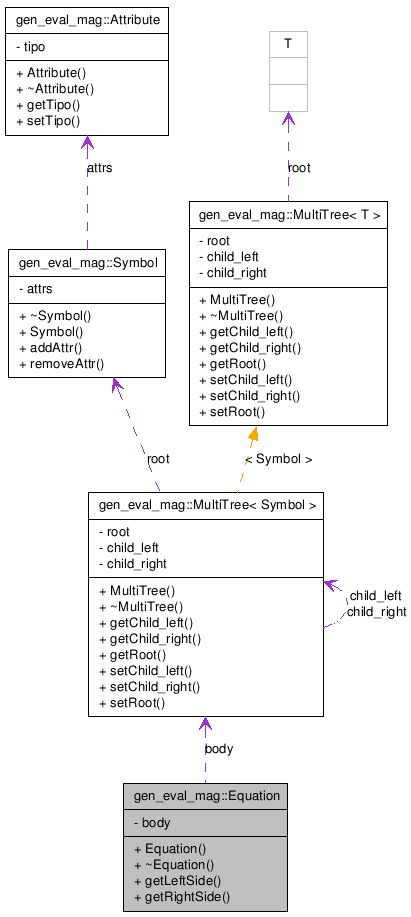 gen_eval_mag::Attribute
- tipo
+ Attribute()
+ ~Attribute()
+ getTipo()
+ setTipo()
T
attrs
root
gen_eval_mag::Symbol
- attrs
+ ~Symbol()
+ Symbol()
+ addAttr()
+ removeAttr()
gen_eval_mag::MultiTree< T >
- root
- child_left
- child_right
+ MultiTree()
+ ~MultiTree()
+ getChild_left()
+ getChild_right()
+ getRoot()
+ setChild_left()
+ setChild_right()
+ setRoot()
root
< Symbol >
gen_eval_mag::MultiTree< Symbol >
- root
- child_left
- child_right
+ MultiTree()
+ ~MultiTree()
+ getChild_left()
+ getChild_right()
+ getRoot()
+ setChild_left()
+ setChild_right()
+ setRoot()
child_left
child_right
body
gen_eval_mag::Equation
- body
+ Equation()
+ ~Equation()
+ getLeftSide()
+ getRightSide()